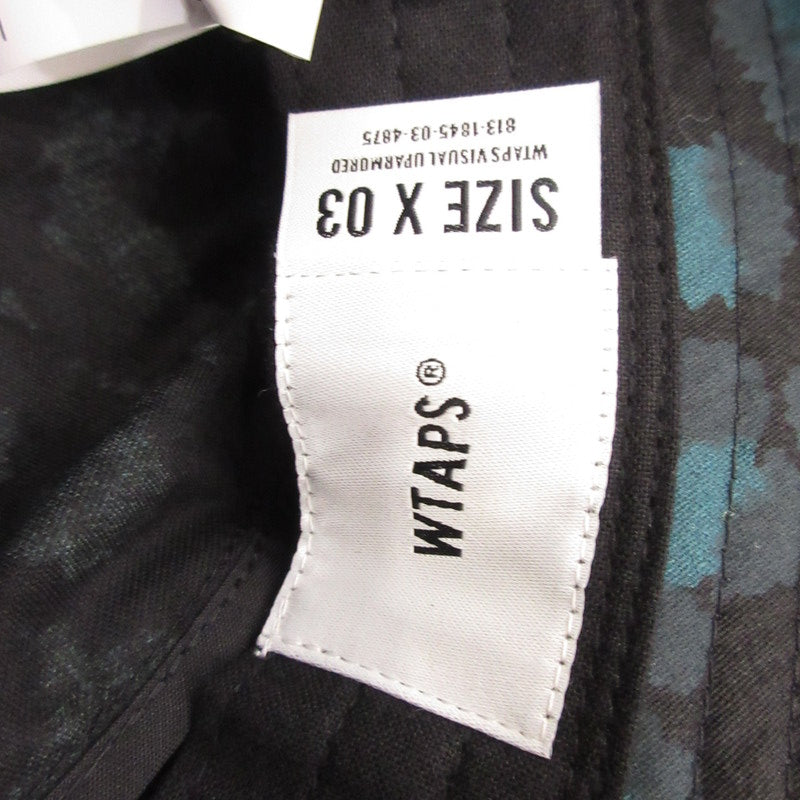 SIZE X 03
WTAPS VISUAL UPARMORED
813-1845-03-4875
WTAPS®